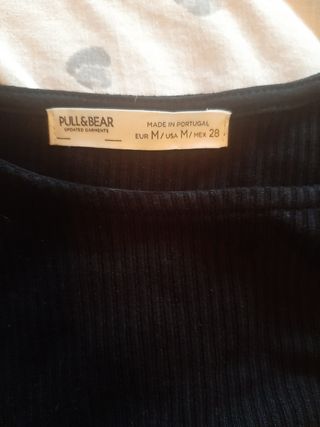 PULL&BEAR
UPDATED GARMENTS
MADE IN PORTUGAL
EUR M / USA M / MEX 28